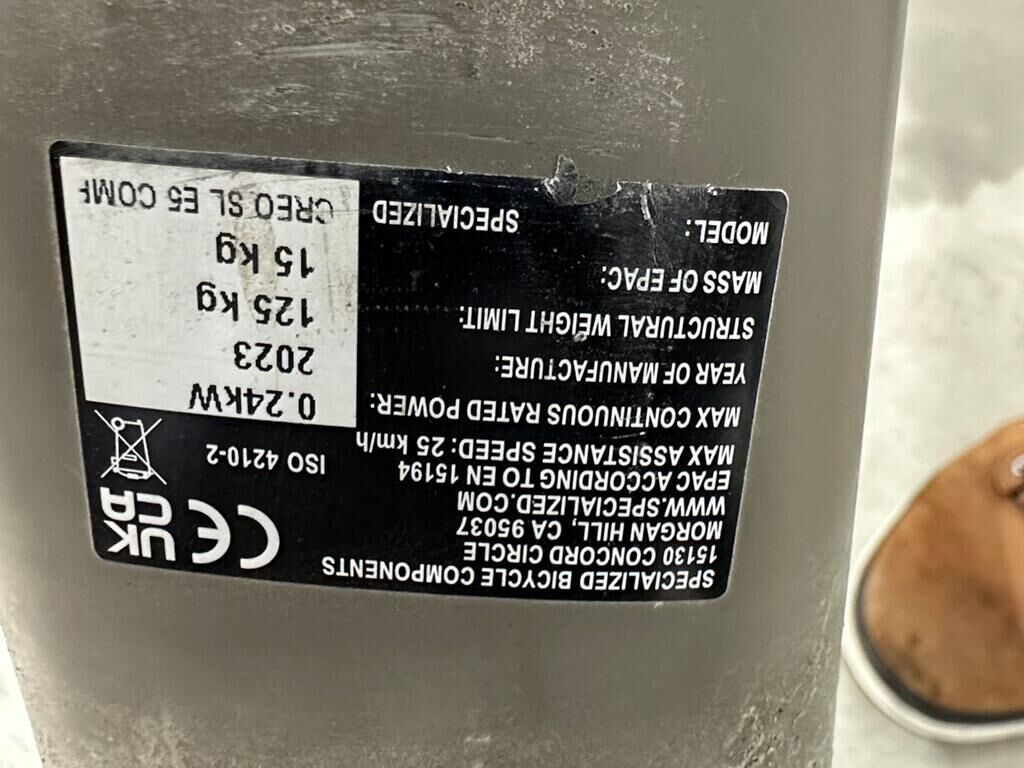 SPECIALIZED BICYCLE COMPONENTS
15130 CONCORD CIRCLE
MORGAN HILL, CA 95037
WWW.SPECIALIZED.COM
EPAC ACCORDING TO EN 15194
MAX ASSISTANCE SPEED: 25 km/h
CE UK CA
ISO 4210-2
MAX CONTINUOUS RATED POWER: 0.24kW
YEAR OF MANUFACTURE: 2023
STRUCTURAL WEIGHT LIMIT: 125 kg
MASS OF EPAC: 15 kg
MODEL: SPECIALIZED CREO SL E5 COMP